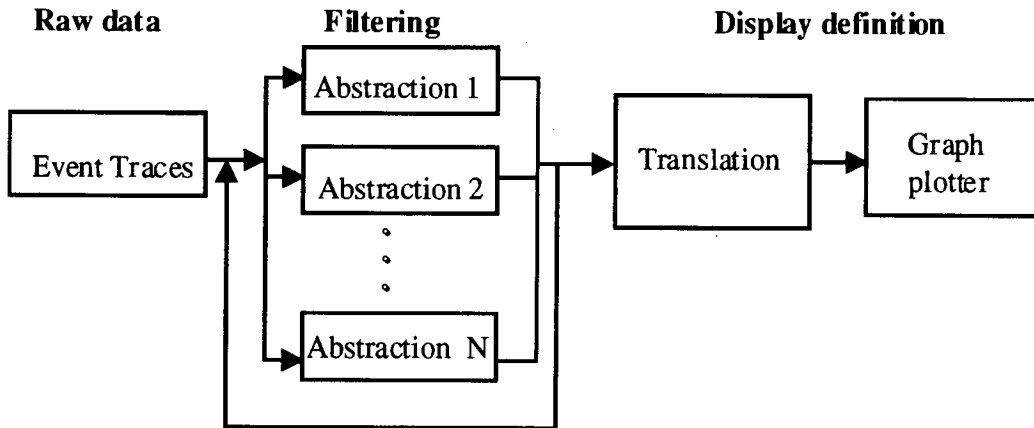 Raw data
Filtering
Display definition
Event Traces
Abstraction 1
Abstraction 2
Abstraction N
Translation
Graph
plotter